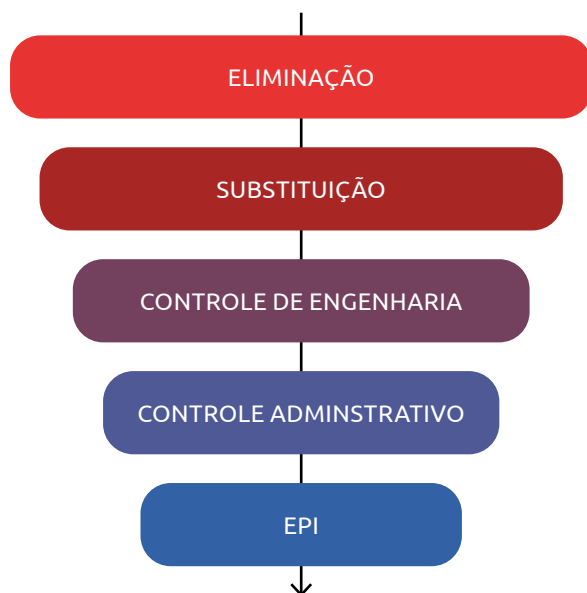 ELIMINAÇÃO
SUBSTITUIÇÃO
CONTROLE DE ENGENHARIA
CONTROLE ADMINSTRATIVO
EPI